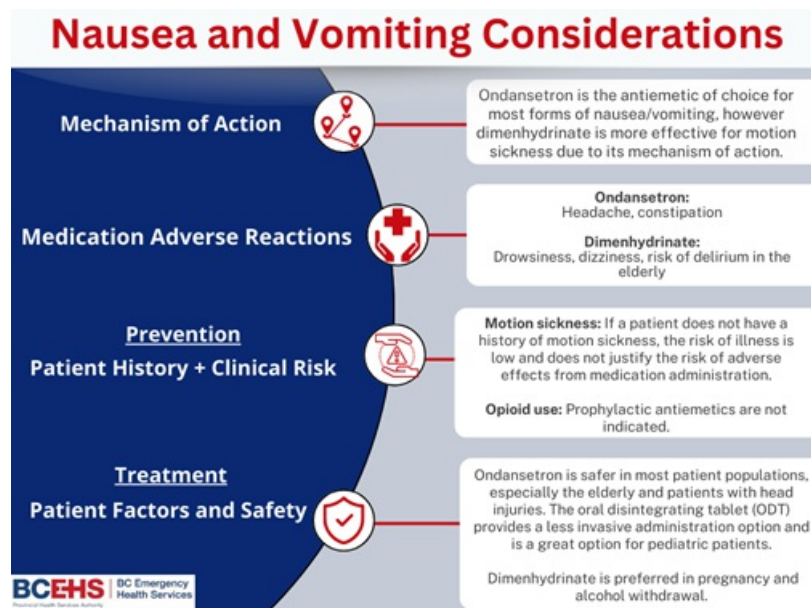 Nausea and Vomiting Considerations
Mechanism of Action
Ondansetron is the antiemetic of choice for
most forms of nausea/vomiting, however
dimenhydrinate is more effective for motion
sickness due to its mechanism of action.
Medication Adverse Reactions
Ondansetron:
Headache, constipation
Dimenhydrinate:
Drowsiness, dizziness, risk of delirium in the
elderly
Prevention
Patient History + Clinical Risk
Motion sickness: If a patient does not have a
history of motion sickness, the risk of illness is
low and does not justify the risk of adverse
effects from medication administration.
Opioid use: Prophylactic antiemetics are not
indicated.
Treatment
Patient Factors and Safety
Ondansetron is safer in most patient populations,
especially the elderly and patients with head
injuries. The oral disintegrating tablet (ODT)
provides a less invasive administration option and
is a great option for pediatric patients.
Dimenhydrinate is preferred in pregnancy and
alcohol withdrawal.
BCEHS
BC Emergency
Health Services
Provincial Health Services Authority